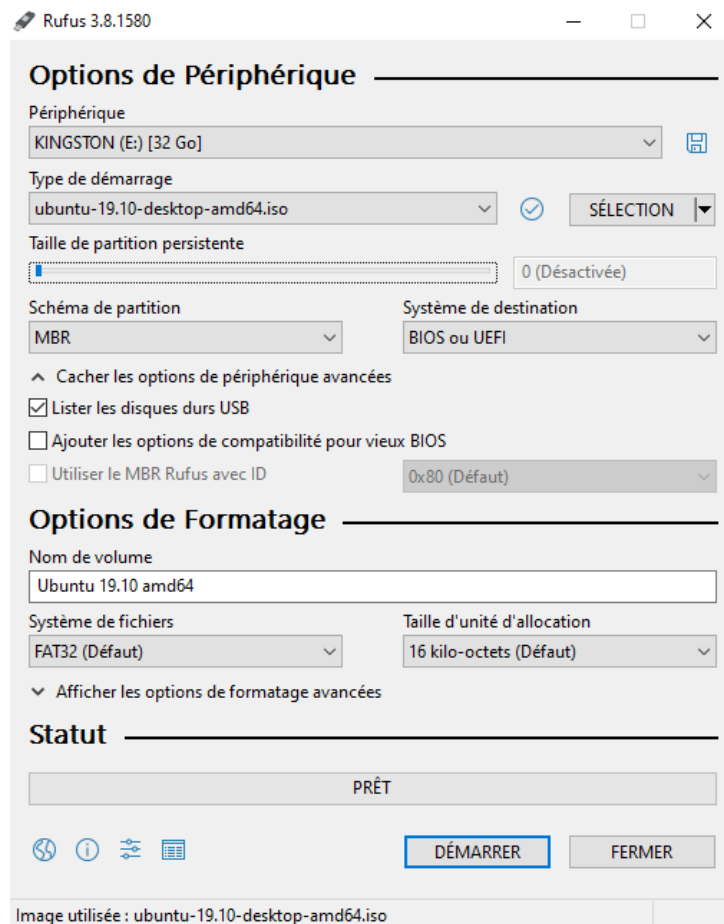 Rufus 3.8.1580
Options de Périphérique
Périphérique
KINGSTON (E:) [32 Go]
Type de démarrage
ubuntu-19.10-desktop-amd64.iso
SÉLECTION
Taille de partition persistente
0 (Désactivée)
Schéma de partition
Système de destination
MBR
BIOS ou UEFI
Cacher les options de périphérique avancées
Lister les disques durs USB
Ajouter les options de compatibilité pour vieux BIOS
Utiliser le MBR Rufus avec ID
0x80 (Défaut)
Options de Formatage
Nom de volume
Ubuntu 19.10 amd64
Système de fichiers
Taille d'unité d'allocation
FAT32 (Défaut)
16 kilo-octets (Défaut)
Afficher les options de formatage avancées
Statut
PRÊT
DÉMARRER
FERMER
Image utilisée : ubuntu-19.10-desktop-amd64.iso